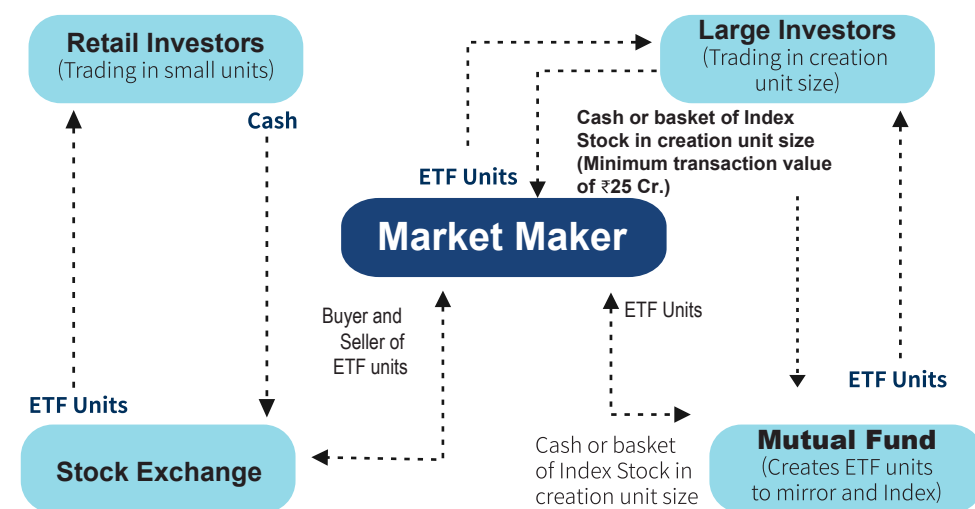 Retail Investors
(Trading in small units)
Large Investors
(Trading in creation
unit size)
Cash
Cash or basket of Index
Stock in creation unit size
(Minimum transaction value
of ₹25 Cr.)
ETF Units
Market Maker
Buyer and
Seller of
ETF units
ETF Units
ETF Units
ETF Units
Stock Exchange
Cash or basket
of Index Stock in
creation unit size
Mutual Fund
(Creates ETF units
to mirror and Index)